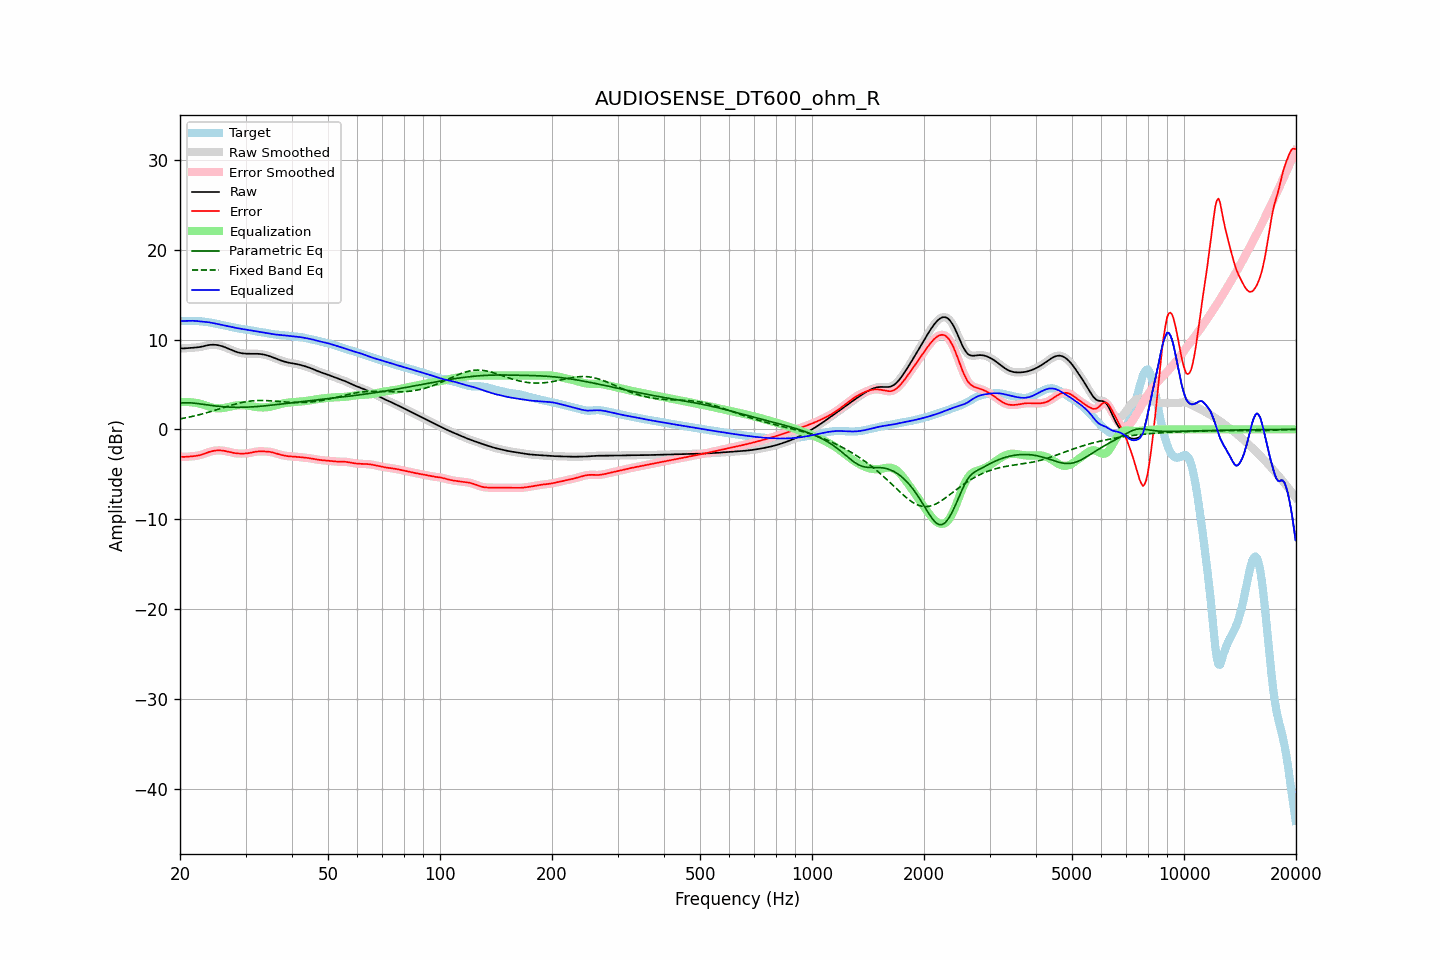 AUDIOSENSE_DT600_ohm_R
Target
Raw Smoothed
Error Smoothed
Raw
Error
Equalization
Parametric Eq
Fixed Band Eq
Equalized
30
20
10
0
−10
−20
−30
−40
Amplitude (dBr)
20 50 100 200 500 1000 2000 5000 10000 20000
Frequency (Hz)